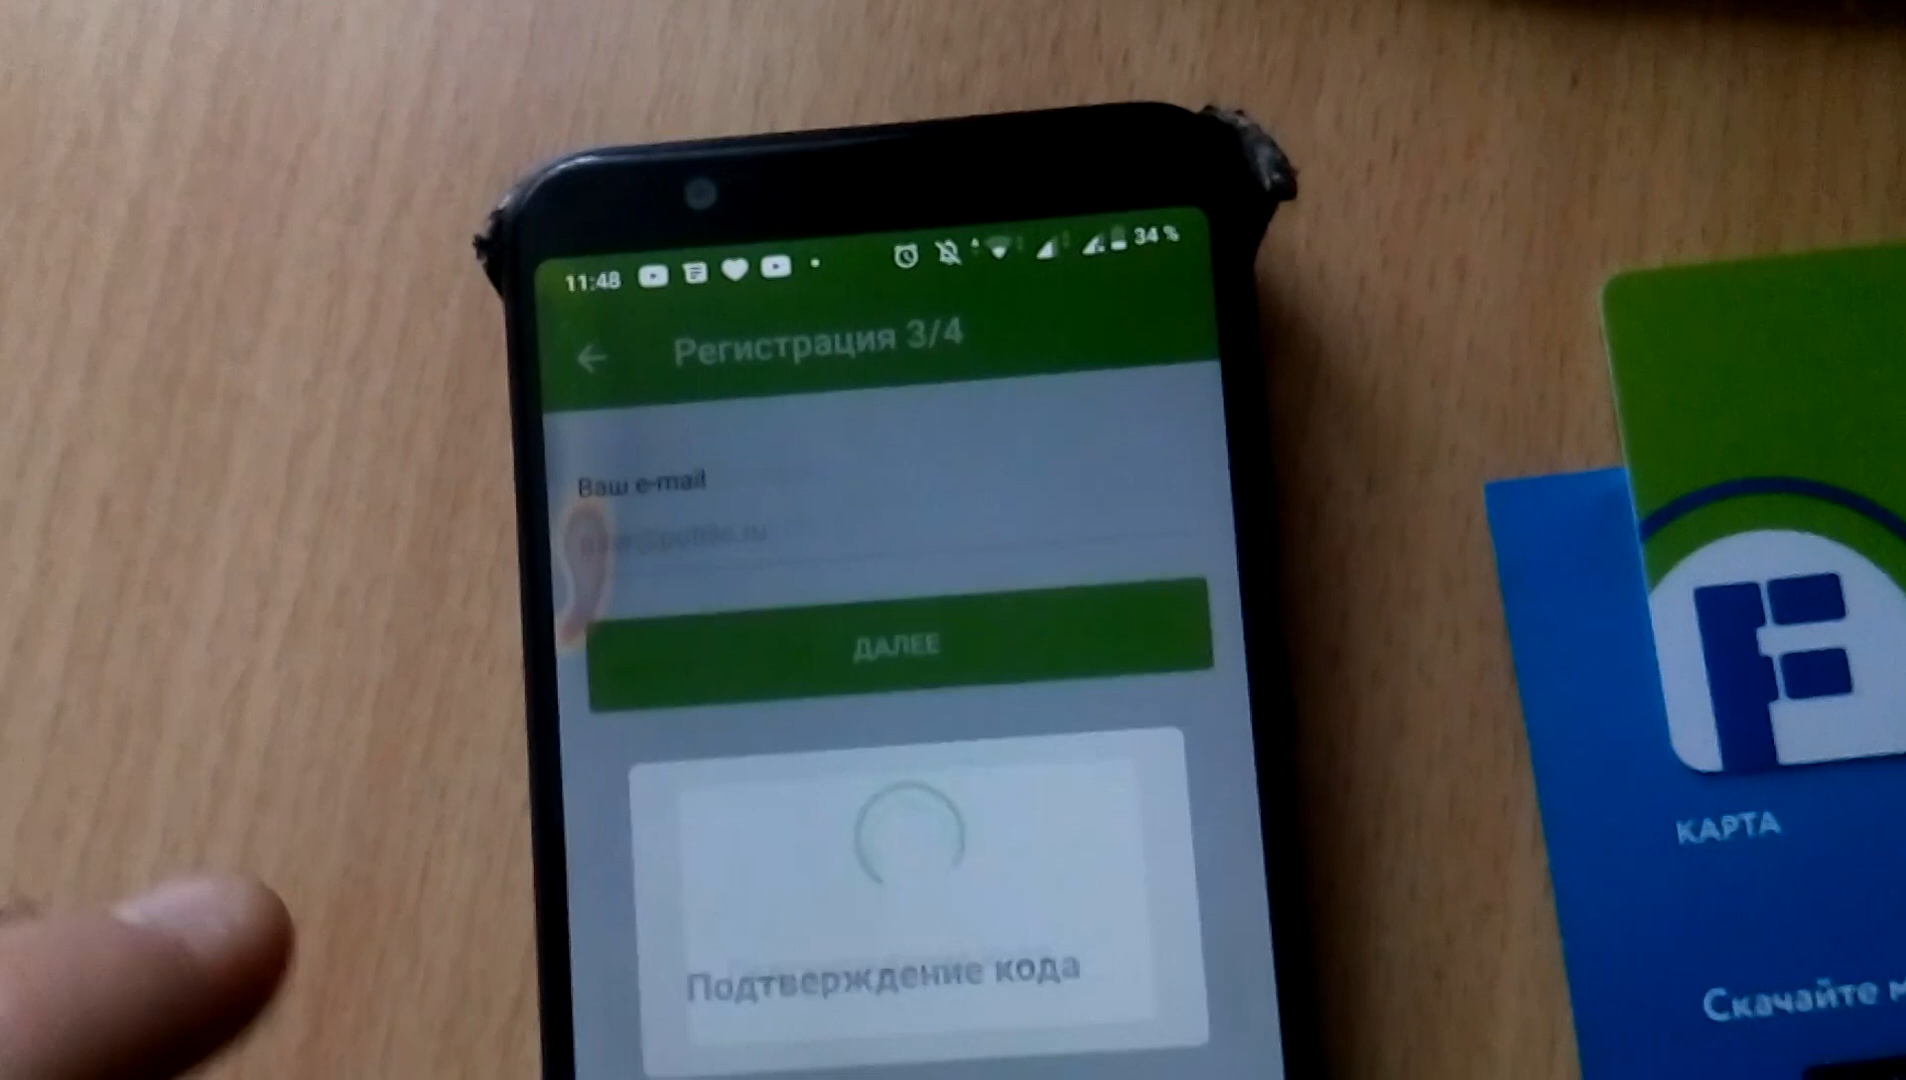 11:48
34 %
Регистрация 3/4
Ваш e-mail
ДАЛЕЕ
Подтверждение кода
КАРТА
Скачайте